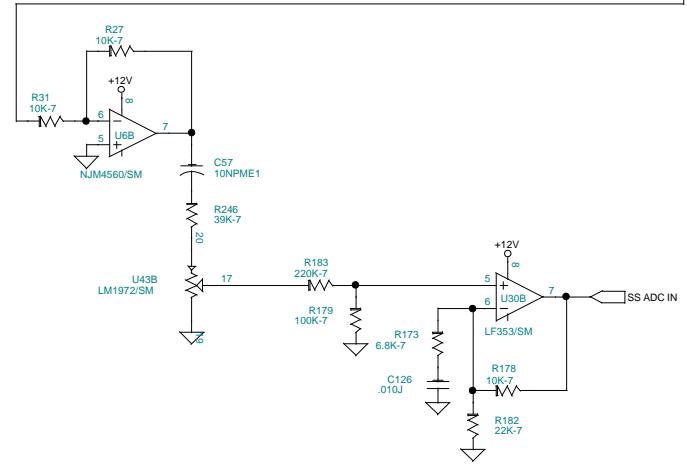 R27
10K-7
+12V
8
R31
10K-7
6
5
U6B
7
NJM4560/SM
C57
10NPME1
R246
39K-7
20
U43B
LM1972/SM
17
19
R183
220K-7
R179
100K-7
+12V
8
5
6
U30B
7
LF353/SM
SS ADC IN
R173
6.8K-7
C126
.010J
R178
10K-7
R182
22K-7